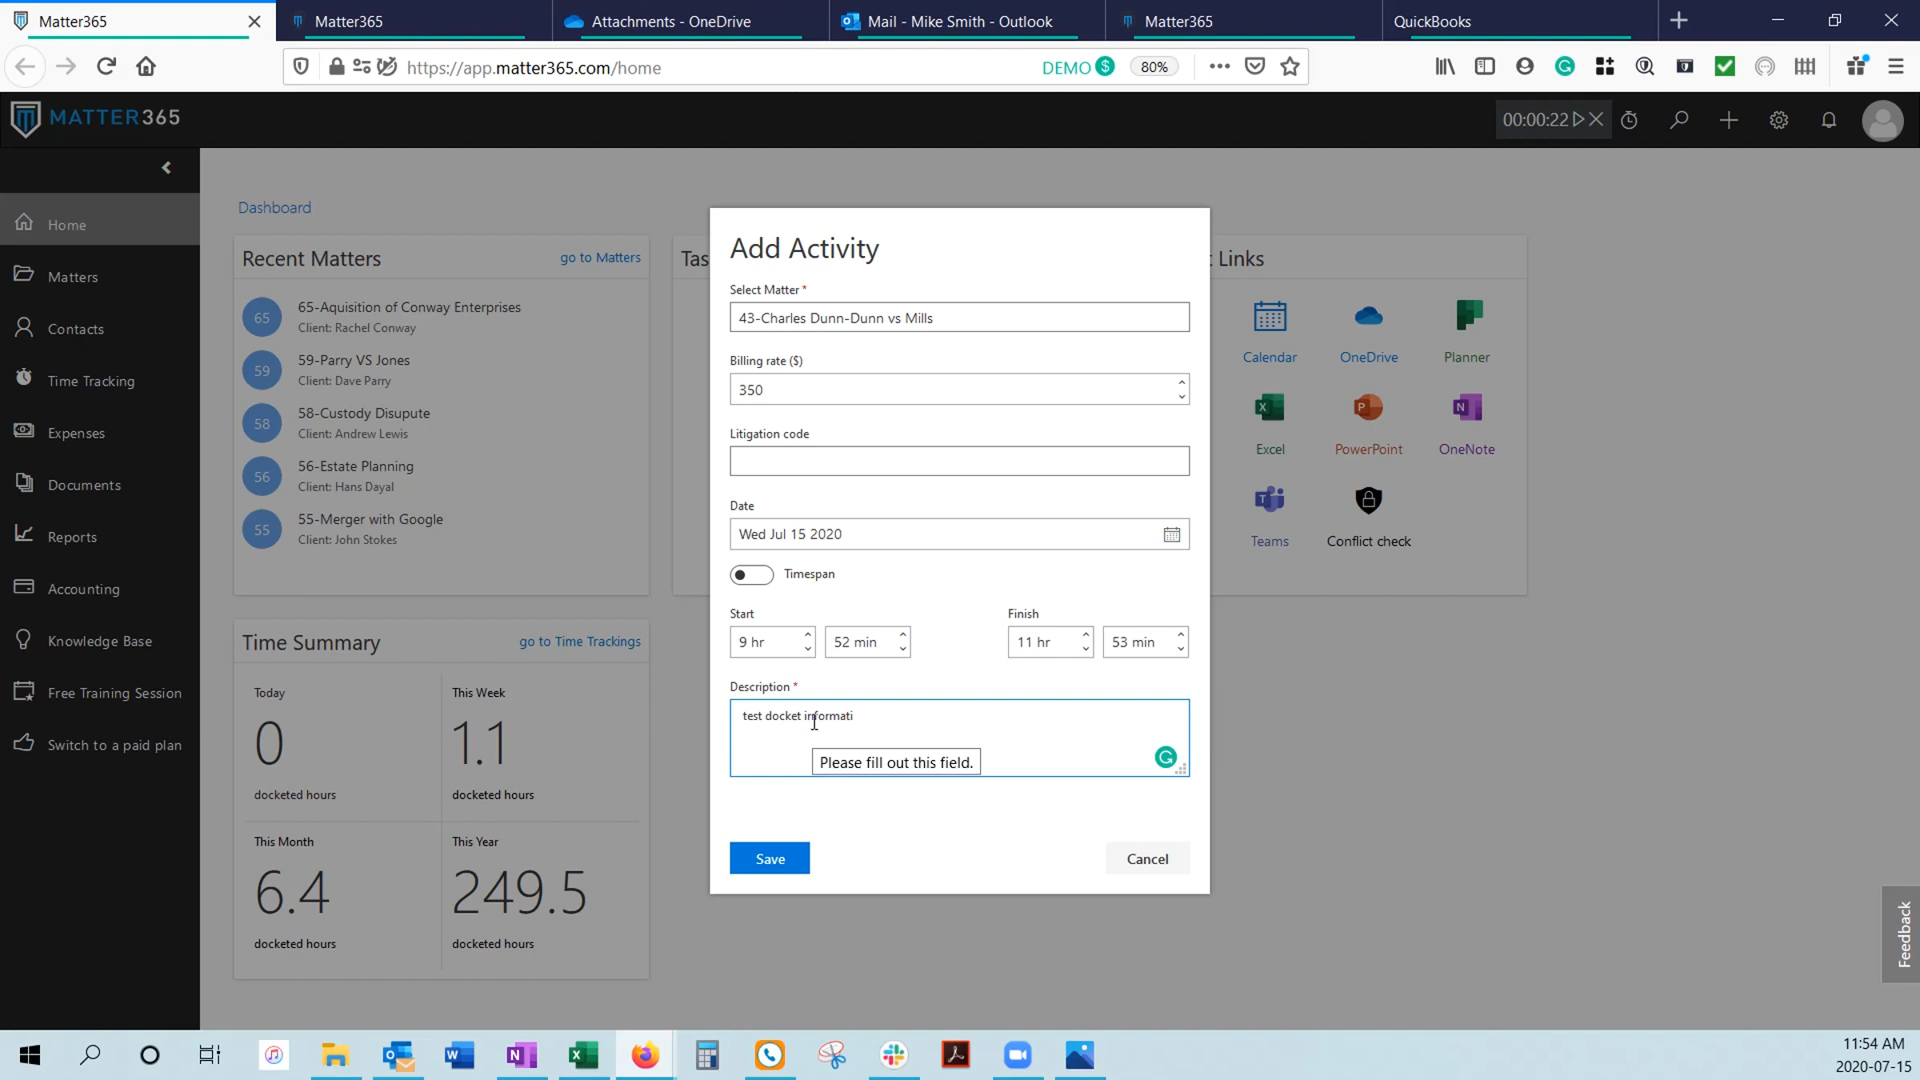 Matter365
Matter365
Attachments - OneDrive
Mail - Mike Smith - Outlook
Matter365
QuickBooks
https://app.matter365.com/home
DEMO
80%
MATTER365
00:00:22
Home
Matters
Contacts
Time Tracking
Expenses
Documents
Reports
Accounting
Knowledge Base
Free Training Session
Switch to a paid plan
Dashboard
Recent Matters
go to Matters
65
65-Aquisition of Conway Enterprises
Client: Rachel Conway
59
59-Parry VS Jones
Client: Dave Parry
58
58-Custody Disupute
Client: Andrew Lewis
56
56-Estate Planning
Client: Hans Dayal
55
55-Merger with Google
Client: John Stokes
Time Summary
go to Time Trackings
Today
0
docketed hours
This Week
1.1
docketed hours
This Month
6.4
docketed hours
This Year
249.5
docketed hours
Tas
Add Activity
Select Matter *
43-Charles Dunn-Dunn vs Mills
Billing rate ($)
350
Litigation code
Date
Wed Jul 15 2020
Timespan
Start
9 hr
52 min
Finish
11 hr
53 min
Description *
test docket informati
Please fill out this field.
Save
Cancel
Links
Calendar
OneDrive
Planner
Excel
PowerPoint
OneNote
Teams
Conflict check
Feedback
11:54 AM
2020-07-15